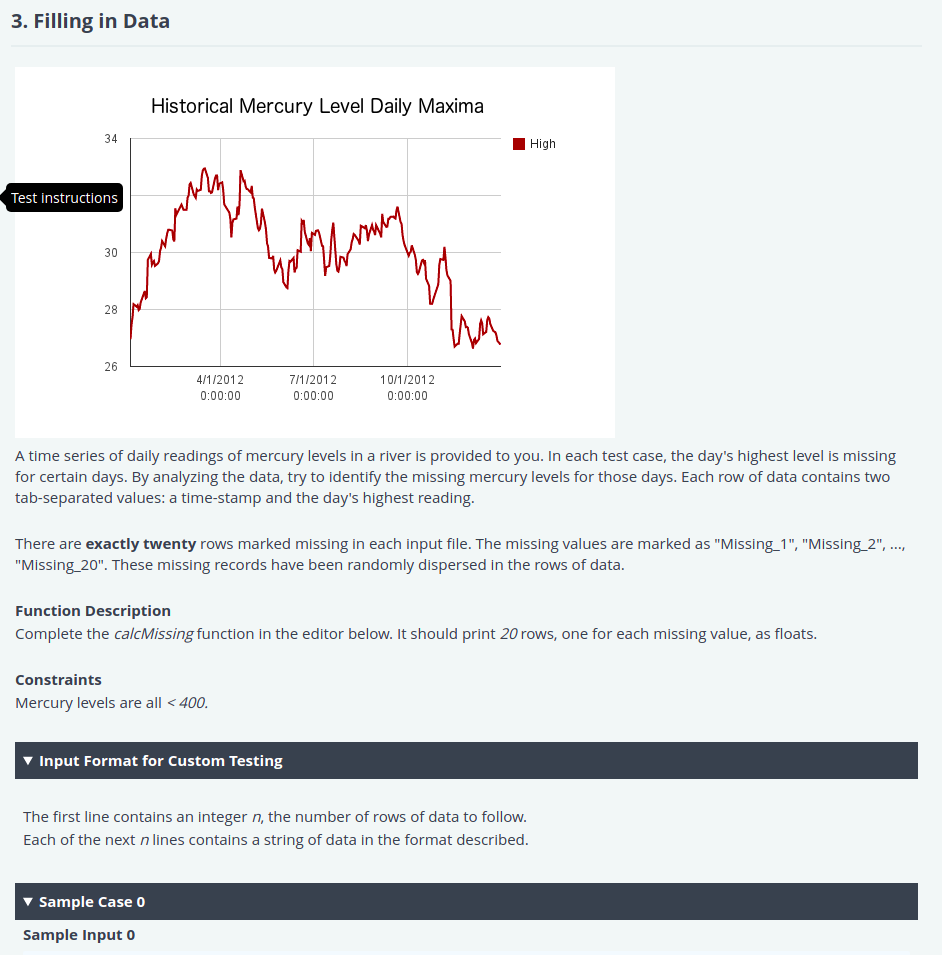 3. Filling in Data
Historical Mercury Level Daily Maxima
34
High
Test instructions
30
28
26
4/1/2012 7/1/2012 10/1/2012
0:00:00 0:00:00 0:00:00
A time series of daily readings of mercury levels in a river is provided to you. In each test case, the day's highest level is missing
for certain days. By analyzing the data, try to identify the missing mercury levels for those days. Each row of data contains two
tab-separated values: a time-stamp and the day's highest reading.
There are exactly twenty rows marked missing in each input file. The missing values are marked as "Missing_1", "Missing_2", ...,
"Missing_20". These missing records have been randomly dispersed in the rows of data.
Function Description
Complete the calcMissing function in the editor below. It should print 20 rows, one for each missing value, as floats.
Constraints
Mercury levels are all < 400.
▼ Input Format for Custom Testing
The first line contains an integer n, the number of rows of data to follow.
Each of the next n lines contains a string of data in the format described.
▼ Sample Case 0
Sample Input 0